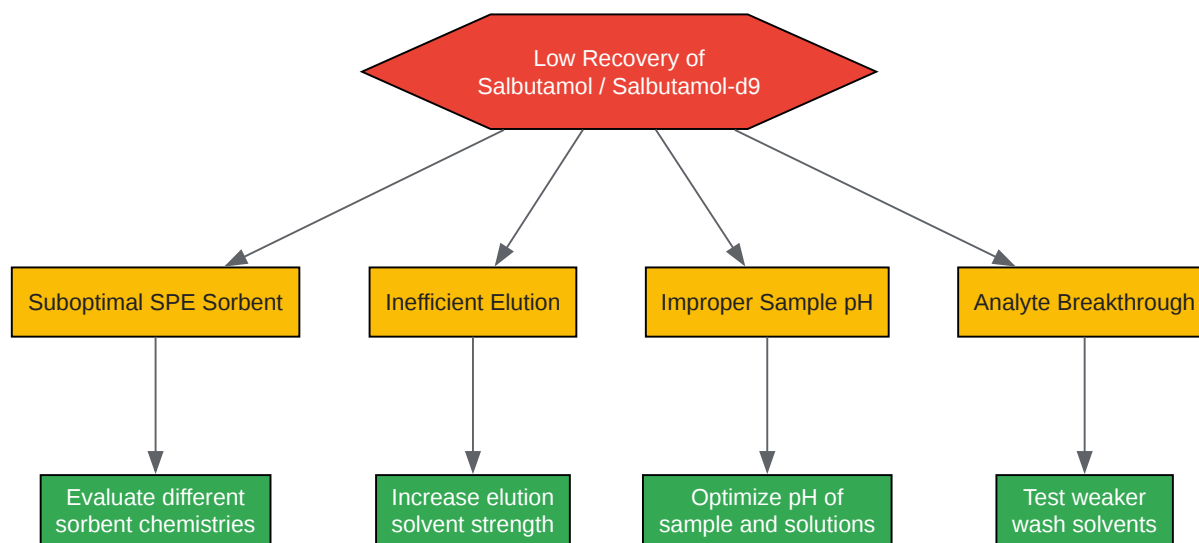 Low Recovery of
Salbutamol / Salbutamol-d9
Suboptimal SPE Sorbent
Inefficient Elution
Improper Sample pH
Analyte Breakthrough
Evaluate different
sorbent chemistries
Increase elution
solvent strength
Optimize pH of
sample and solutions
Test weaker
wash solvents